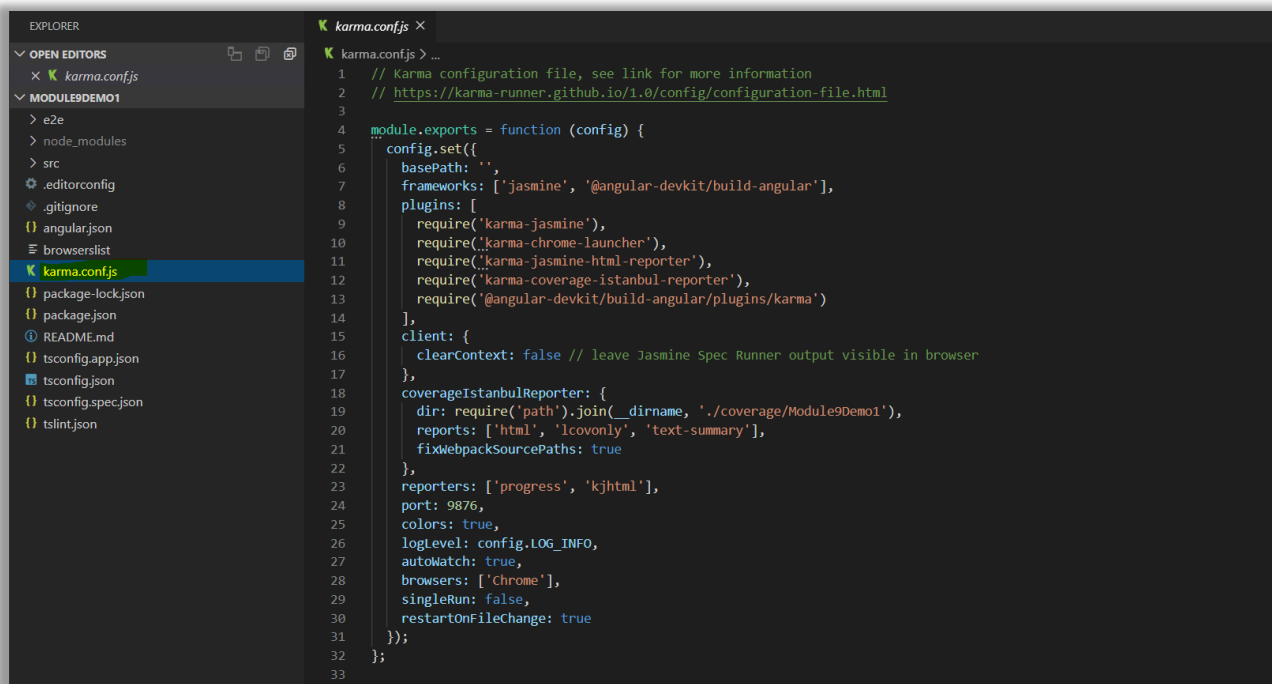 EXPLORER
OPEN EDITORS
karma.conf.js
MODULE9DEMO1
e2e
node_modules
src
.editorconfig
.gitignore
angular.json
browserslist
karma.conf.js
package-lock.json
package.json
README.md
tsconfig.app.json
tsconfig.json
tsconfig.spec.json
tslint.json
karma.conf.js
karma.conf.js > ...
1 // Karma configuration file, see link for more information
2 // https://karma-runner.github.io/1.0/config/configuration-file.html
3
4 module.exports = function (config) {
5   config.set({
6     basePath: '',
7     frameworks: ['jasmine', '@angular-devkit/build-angular'],
8     plugins: [
9       require('karma-jasmine'),
10       require('karma-chrome-launcher'),
11       require('karma-jasmine-html-reporter'),
12       require('karma-coverage-istanbul-reporter'),
13       require('@angular-devkit/build-angular/plugins/karma')
14     ],
15     client: {
16       clearContext: false // leave Jasmine Spec Runner output visible in browser
17     },
18     coverageIstanbulReporter: {
19       dir: require('path').join(__dirname, './coverage/Module9Demo1'),
20       reports: ['html', 'lcovonly', 'text-summary'],
21       fixWebpackSourcePaths: true
22     },
23     reporters: ['progress', 'kjhtml'],
24     port: 9876,
25     colors: true,
26     logLevel: config.LOG_INFO,
27     autoWatch: true,
28     browsers: ['Chrome'],
29     singleRun: false,
30     restartOnFileChange: true
31   });
32 };
33